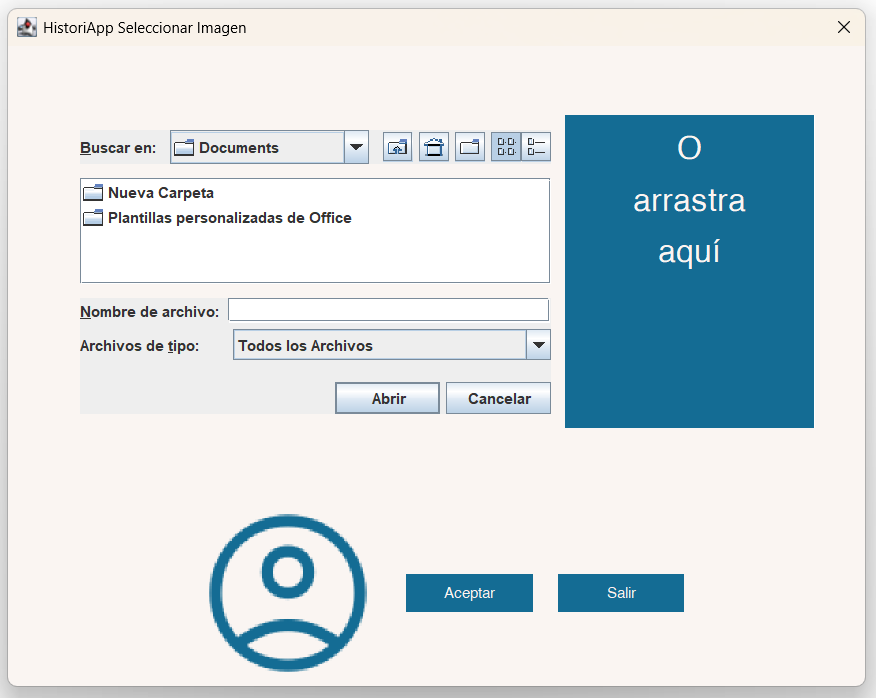 HistoriApp Seleccionar Imagen
Buscar en: Documents
Nueva Carpeta
Plantillas personalizadas de Office
Nombre de archivo:
Archivos de tipo: Todos los Archivos
Abrir Cancelar
O
arrastra
aquí
Aceptar Salir